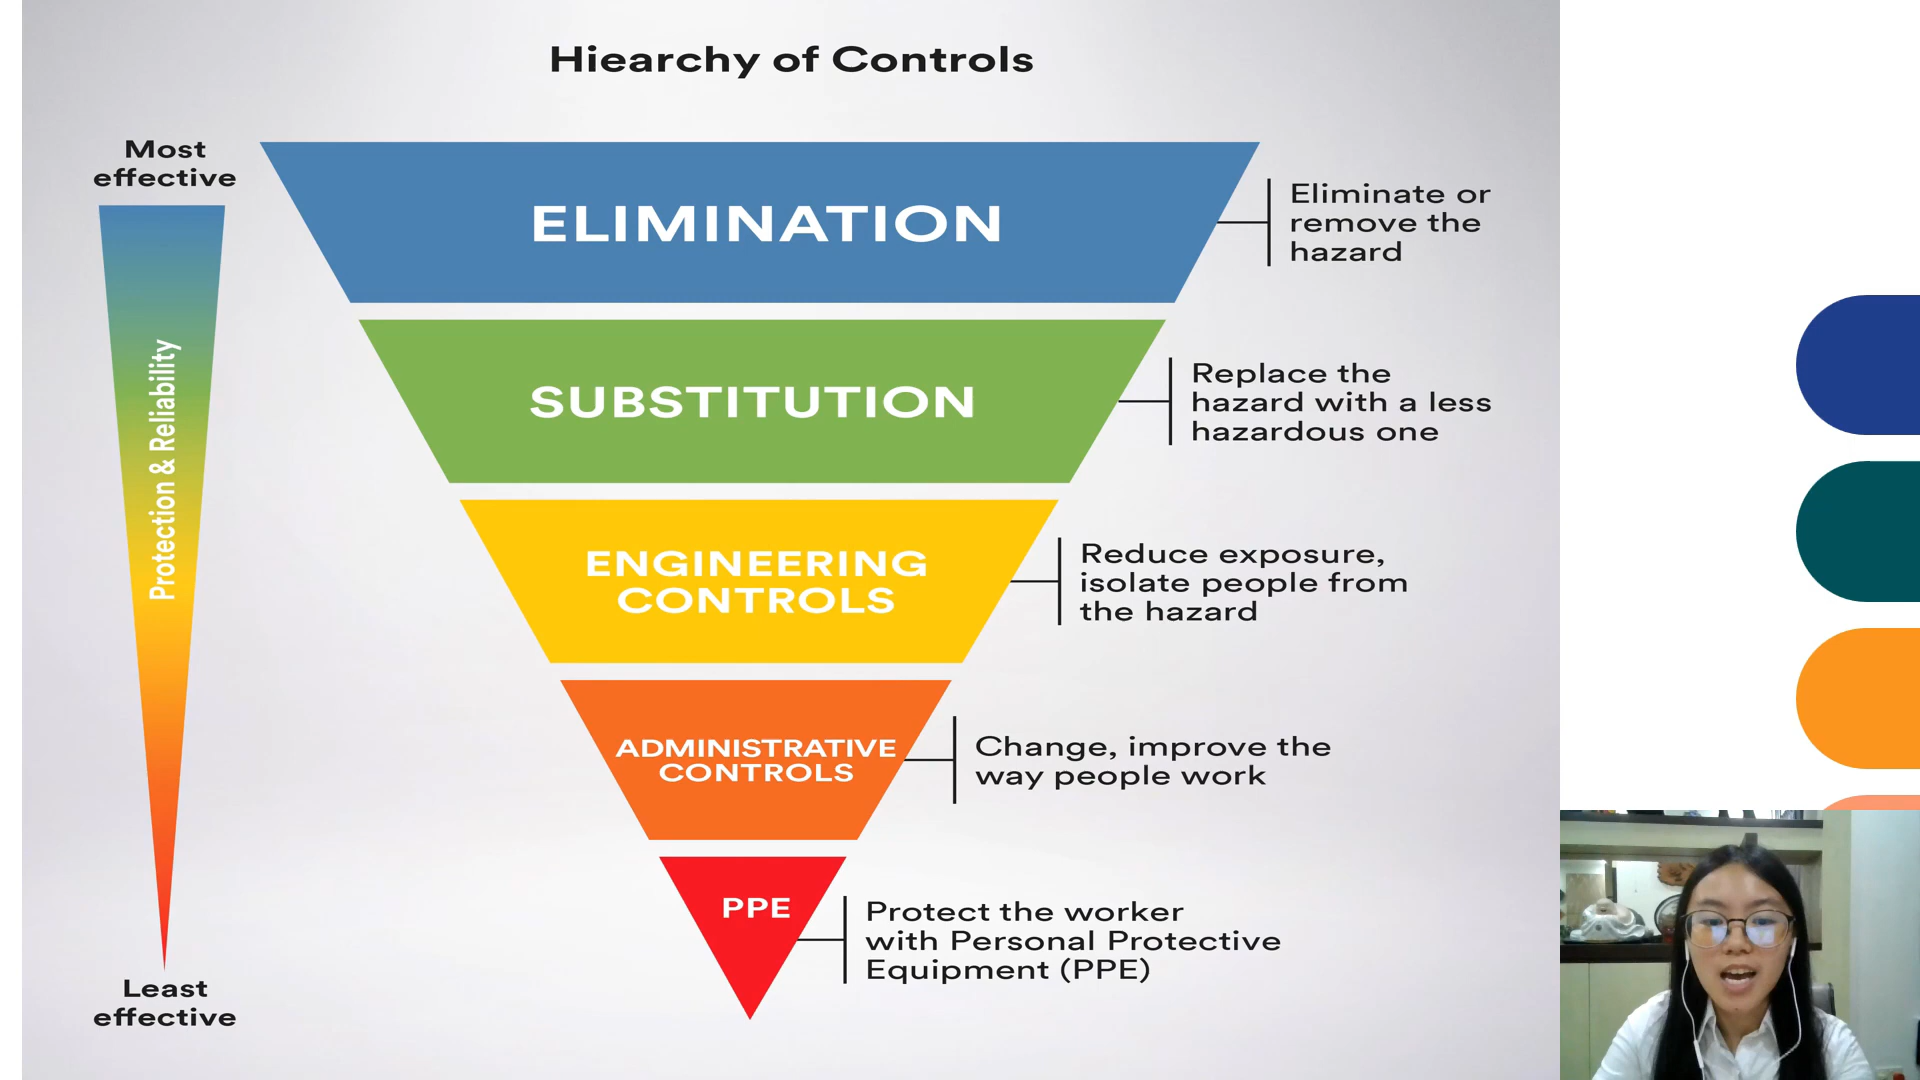 Hiearchy of Controls
Most
effective
Protection & Reliability
Least
effective
ELIMINATION
Eliminate or
remove the
hazard
SUBSTITUTION
Replace the
hazard with a less
hazardous one
ENGINEERING
CONTROLS
Reduce exposure,
isolate people from
the hazard
ADMINISTRATIVE
CONTROLS
Change, improve the
way people work
PPE
Protect the worker
with Personal Protective
Equipment (PPE)